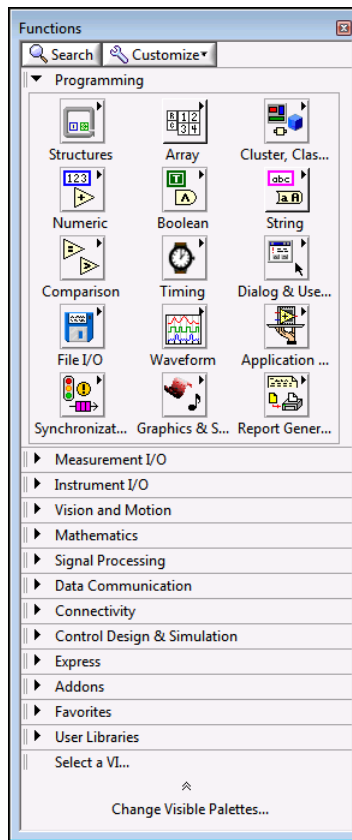 Functions
Search Customize
Programming
Structures Array Cluster, Clas...
Numeric Boolean String
Comparison Timing Dialog & Use...
File I/O Waveform Application ...
Synchronizat... Graphics & S... Report Gener...
Measurement I/O
Instrument I/O
Vision and Motion
Mathematics
Signal Processing
Data Communication
Connectivity
Control Design & Simulation
Express
Addons
Favorites
User Libraries
Select a VI...
Change Visible Palettes...